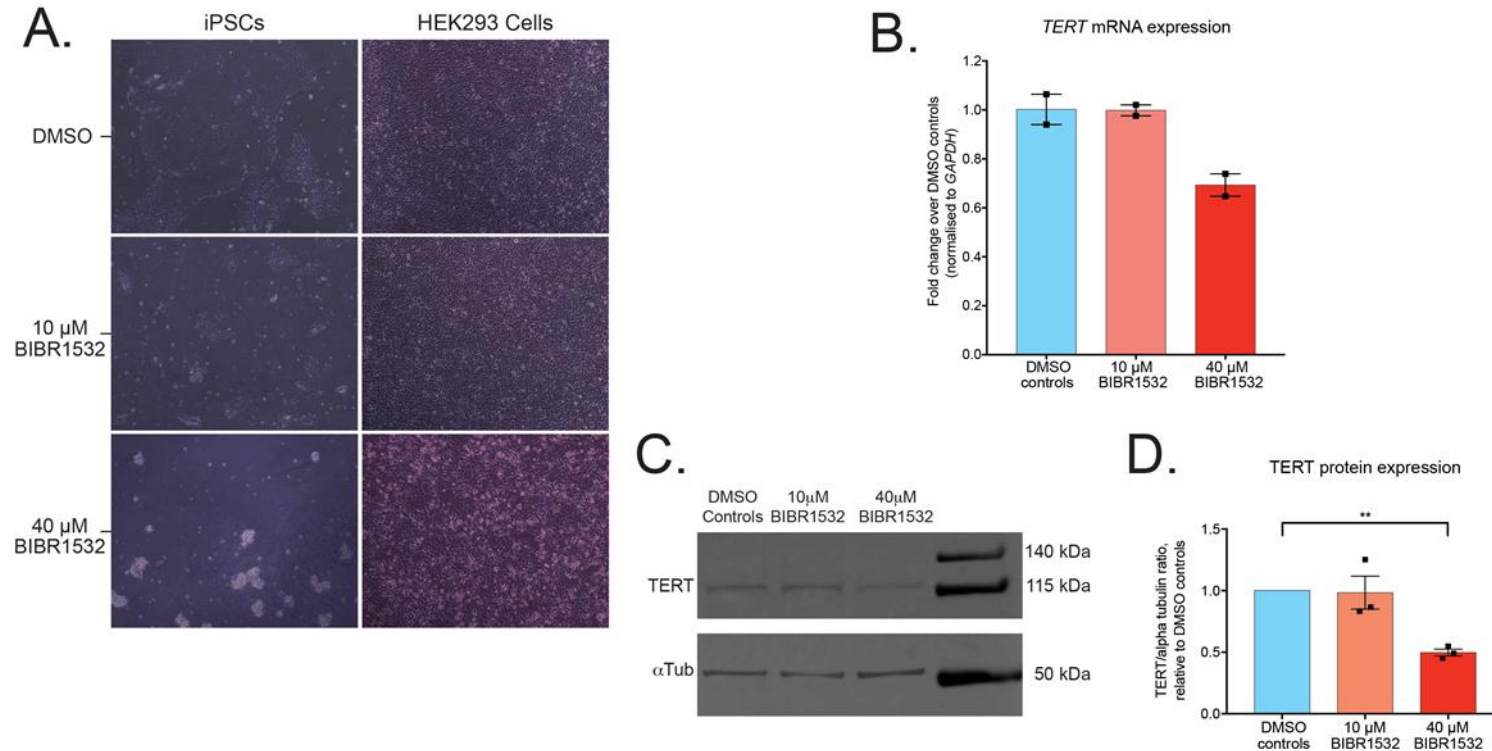 A.
iPSCs
HEK293 Cells
DMSO
10 µM
BIBR1532
40 µM
BIBR1532
B.
TERT mRNA expression
Fold change over DMSO controls
(normalised to GAPDH)
1.2
1.0
0.8
0.6
0.4
0.2
0.0
DMSO
controls
10 µM
BIBR1532
40 µM
BIBR1532
C.
DMSO
Controls
10µM
BIBR1532
40µM
BIBR1532
TERT
140 kDa
115 kDa
αTub
50 kDa
D.
TERT protein expression
TERT/alpha tubulin ratio,
relative to DMSO controls
1.5
1.0
0.5
0.0
**
DMSO
controls
10 µM
BIBR1532
40 µM
BIBR1532